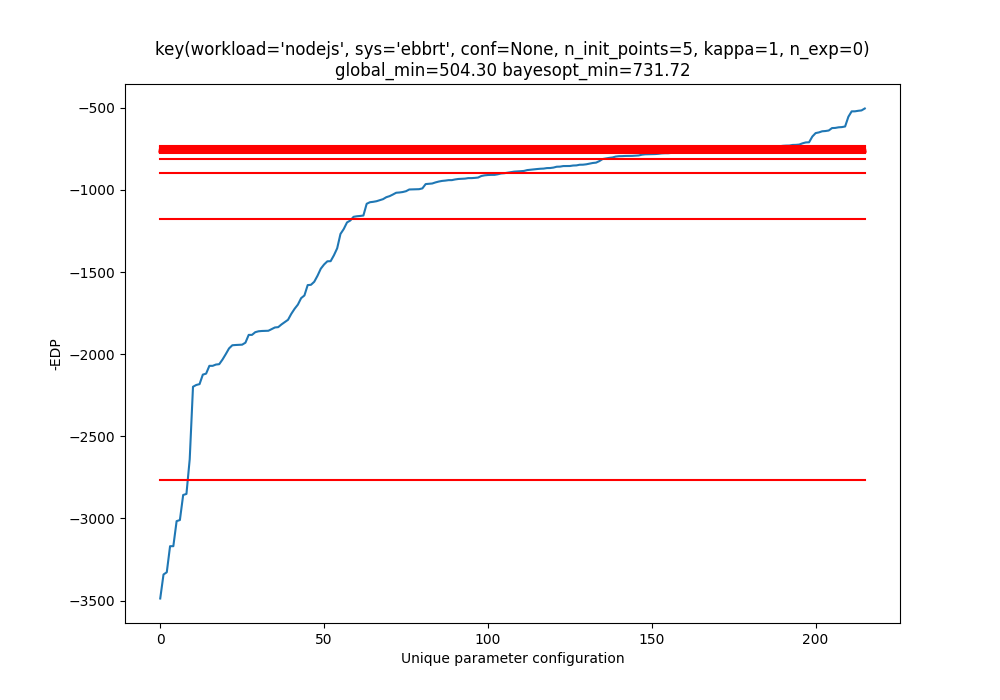 key(workload='nodejs', sys='ebbrt', conf=None, n_init_points=5, kappa=1, n_exp=0)
global_min=504.30 bayesopt_min=731.72
−500
−1000
−1500
−2000
−2500
−3000
−3500
-EDP
0 50 100 150 200
Unique parameter configuration